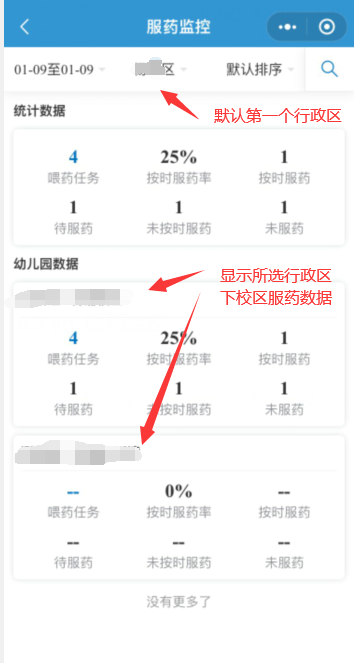 服药监控
01-09至01-09 区 默认排序
默认第一个行政区
统计数据
4 25% 1
喂药任务 按时服药率 按时服药
1 1 1
待服药 未按时服药 未服药
幼儿园数据
显示所选行政区
下校区服药数据
4 25% 1
喂药任务 按时服药率 按时服药
1 1 1
待服药 未按时服药 未服药
-- 0% --
喂药任务 按时服药率 按时服药
-- -- --
待服药 未按时服药 未服药
没有更多了